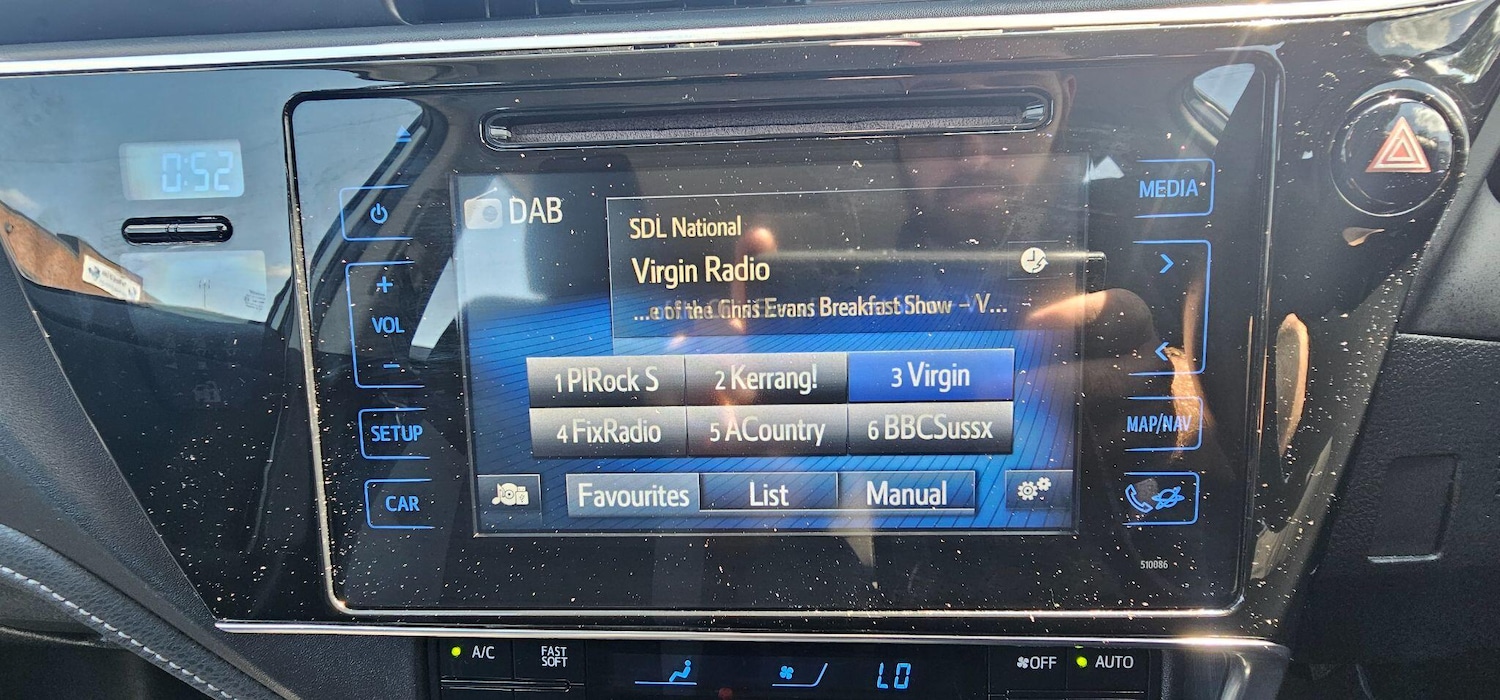 0:52
DAB
SDL National
Virgin Radio
...e of the Chris Evans Breakfast Show – V...
1 PlRock S
2 Kerrang!
3 Virgin
4 FixRadio
5 ACountry
6 BBCSussx
Favourites
List
Manual
+
VOL
−
SETUP
CAR
MEDIA
>
<
MAP/NAV
510086
A/C
FAST
SOFT
LO
OFF
AUTO